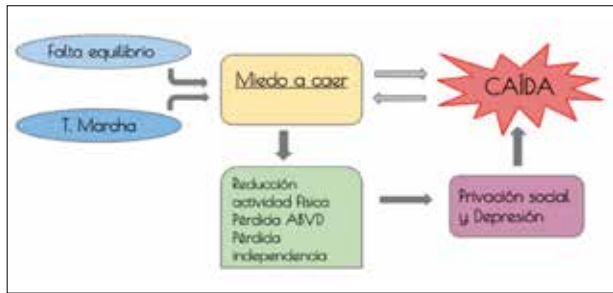 Falta equilibrio
T. Marcha
Miedo a caer
CAÍDA
Reducción
actividad Física
Pérdida ABVD
Pérdida
independencia
Privación social
y Depresión